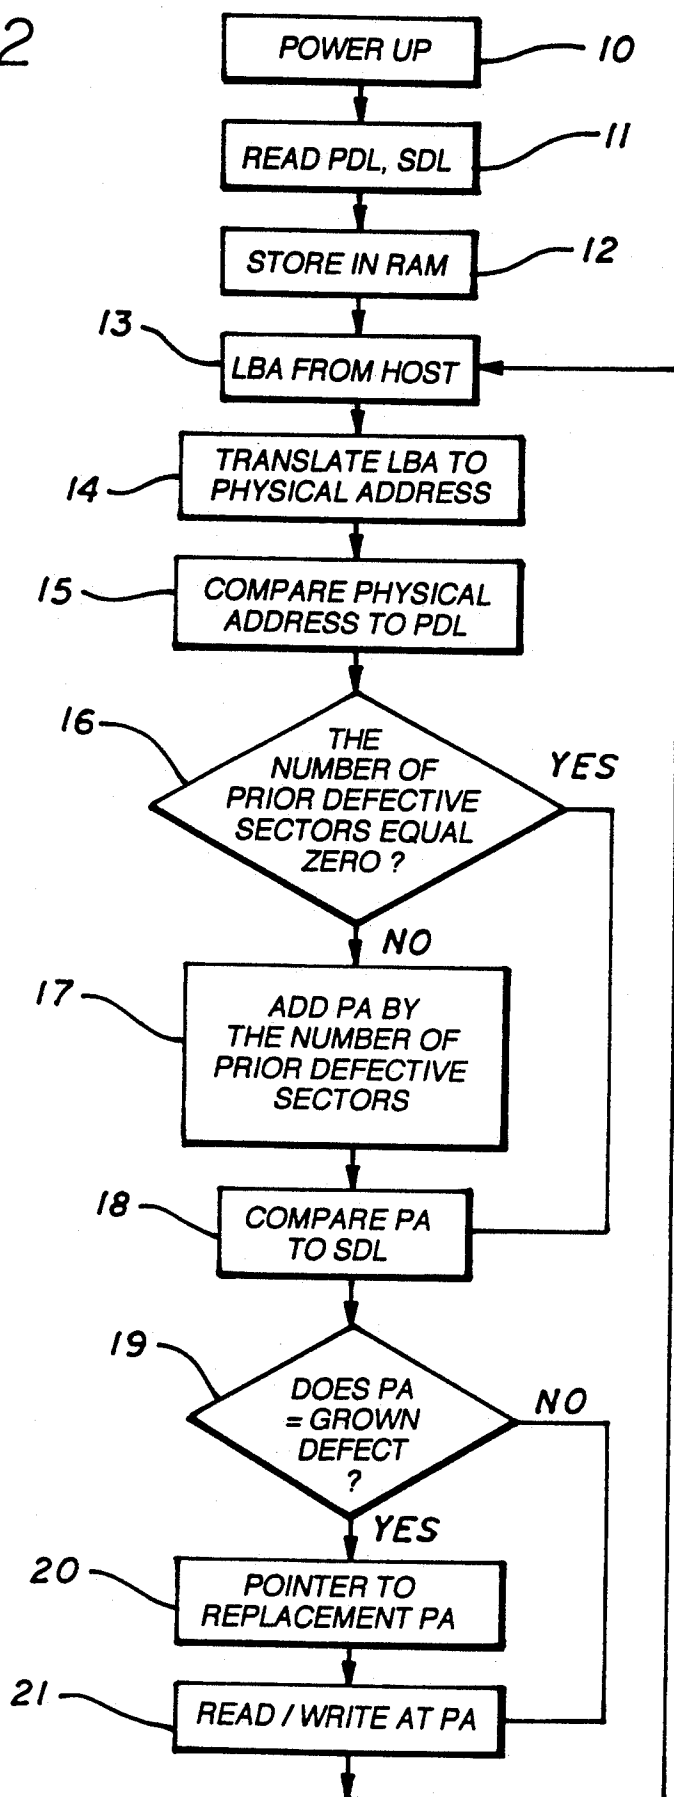 2
POWER UP
10
READ PDL, SDL
11
STORE IN RAM
12
13
LBA FROM HOST
14
TRANSLATE LBA TO
PHYSICAL ADDRESS
15
COMPARE PHYSICAL
ADDRESS TO PDL
16
THE
NUMBER OF
PRIOR DEFECTIVE
SECTORS EQUAL
ZERO ?
YES
NO
17
ADD PA BY
THE NUMBER OF
PRIOR DEFECTIVE
SECTORS
18
COMPARE PA
TO SDL
19
DOES PA
= GROWN
DEFECT
?
NO
YES
20
POINTER TO
REPLACEMENT PA
21
READ / WRITE AT PA